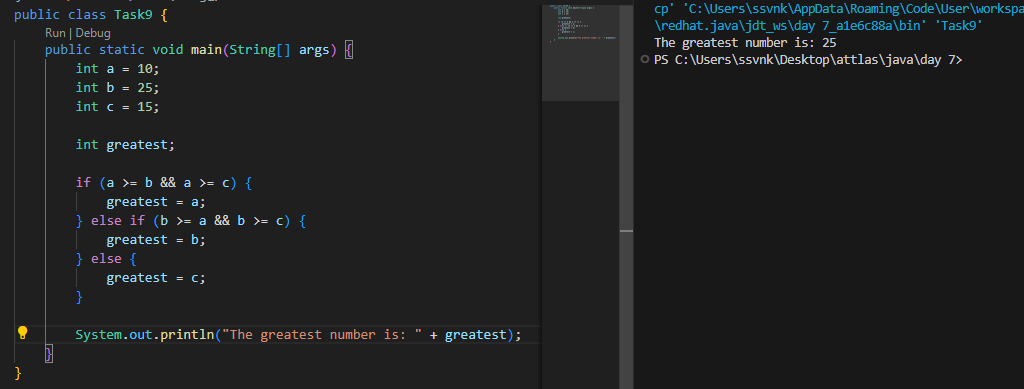 public class Task9 {
Run | Debug
public static void main(String[] args) {
int a = 10;
int b = 25;
int c = 15;
int greatest;
if (a >= b && a >= c) {
greatest = a;
} else if (b >= a && b >= c) {
greatest = b;
} else {
greatest = c;
}
System.out.println("The greatest number is: " + greatest);
}
}
cp' 'C:\Users\ssvnk\AppData\Roaming\Code\User\workspa
\redhat.java\jdt_ws\day 7_a1e6c88a\bin' 'Task9'
The greatest number is: 25
PS C:\Users\ssvnk\Desktop\attlas\java\day 7>